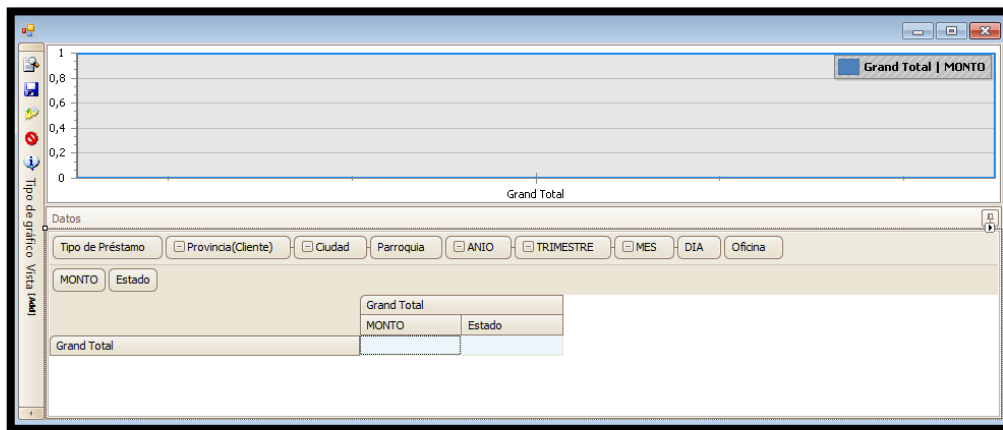 1
0,8
0,6
0,4
0,2
0
Grand Total | MONTO
Grand Total
Tipo de gráfico Vista [Add]
Datos
Tipo de Préstamo Provincia(Cliente) Ciudad Parroquia ANIO TRIMESTRE MES DIA Oficina
MONTO Estado
Grand Total
MONTO Estado
Grand Total